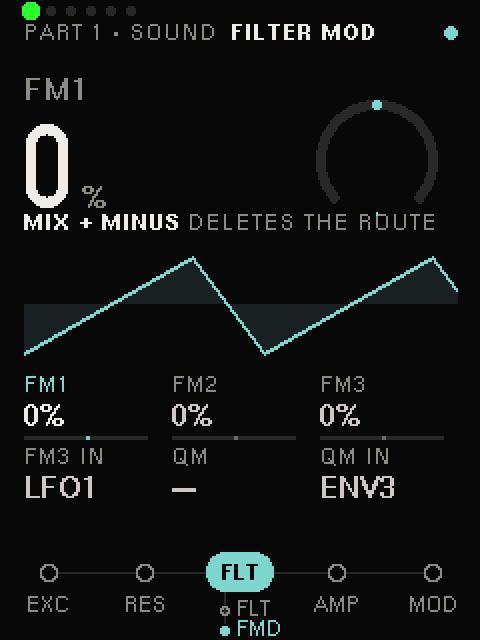 PART 1 · SOUND FILTER MOD
FM1
0 %
MIX + MINUS DELETES THE ROUTE
FM1 FM2 FM3
0% 0% 0%
FM3 IN QM QM IN
LFO1 — ENV3
FLT
EXC RES FLT AMP MOD
FMD